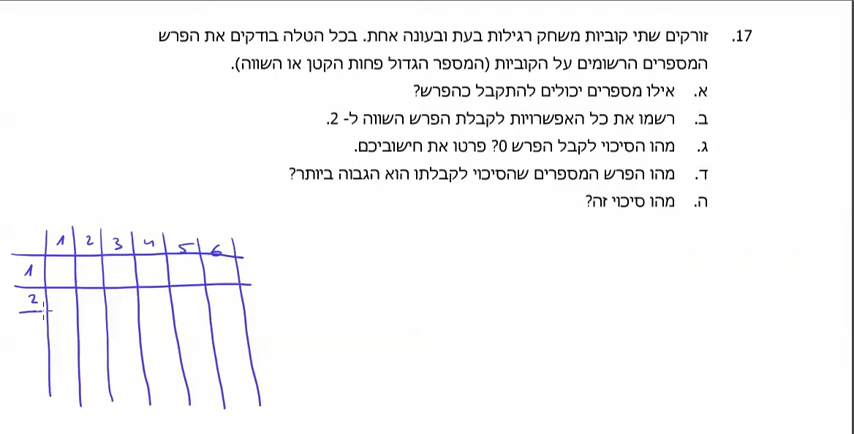 17. זורקים שתי קוביות משחק רגילות בעת ובעונה אחת. בכל הטלה בודקים את הפרש
המספרים הרשומים על הקוביות (המספר הגדול פחות הקטן או השווה).
א. אילו מספרים יכולים להתקבל כהפרש?
ב. רשמו את כל האפשרויות לקבלת הפרש השווה ל- 2.
ג. מהו הסיכוי לקבל הפרש 0? פרטו את חישוביכם.
ד. מהו הפרש המספרים שהסיכוי לקבלתו הוא הגבוה ביותר?
ה. מהו סיכוי זה?
1 2 3 4 5 6
1
2